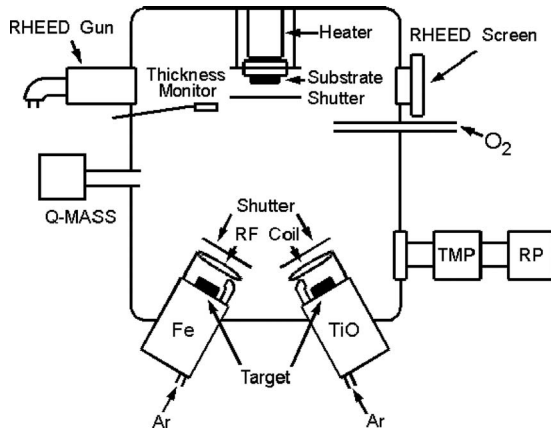 RHEED Gun
Heater
RHEED Screen
Thickness
Monitor
Substrate
Shutter
O2
Q-MASS
Shutter
RF Coil
TMP
RP
Fe
TiO
Target
Ar
Ar